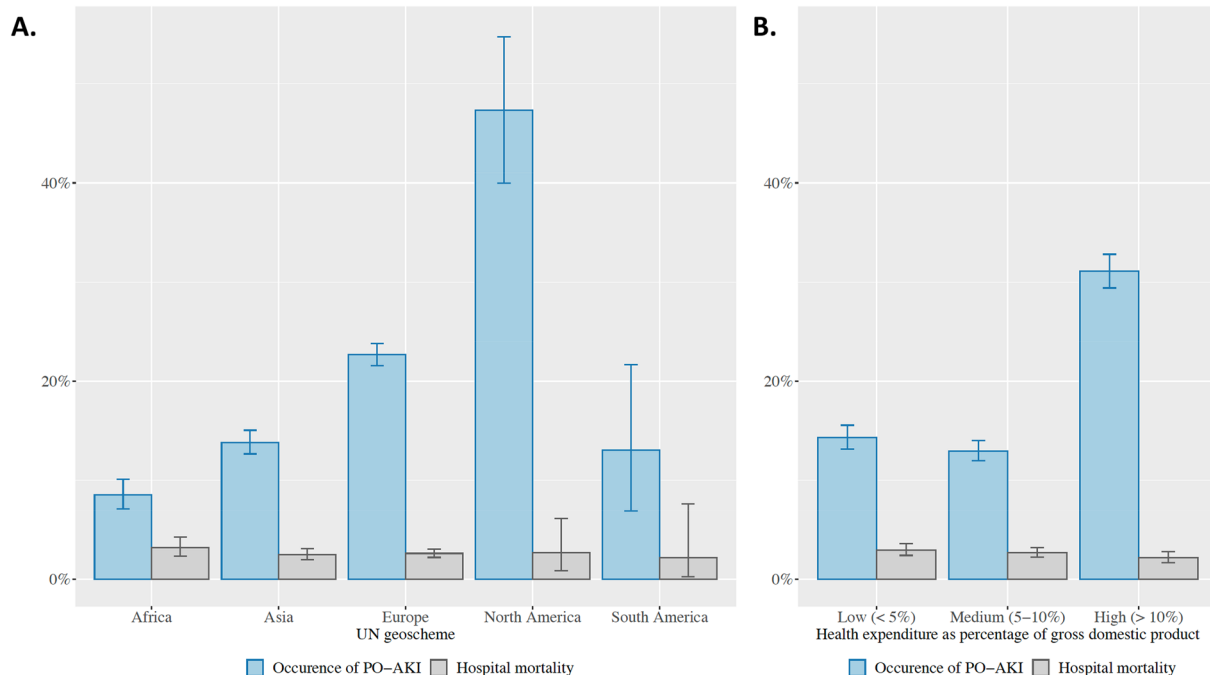 A.
40%
20%
0%
Africa
Asia
Europe
North America
South America
UN geoscheme
Occurence of PO−AKI
Hospital mortality
B.
40%
20%
0%
Low (< 5%)
Medium (5−10%)
High (> 10%)
Health expenditure as percentage of gross domestic product
Occurence of PO−AKI
Hospital mortality